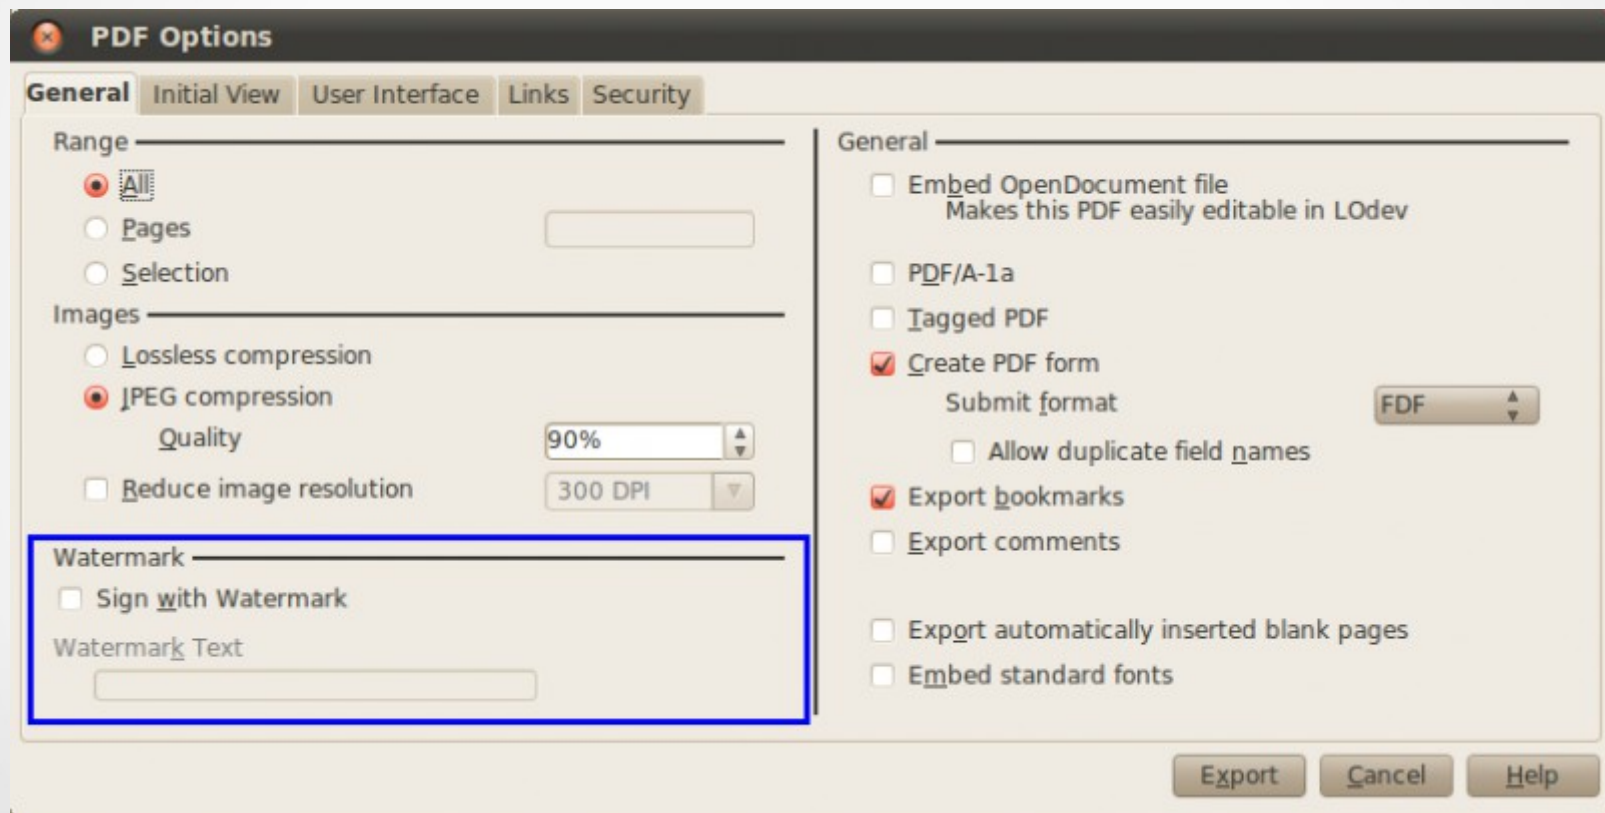 PDF Options
General Initial View User Interface Links Security
Range
All
Pages
Selection
Images
Lossless compression
JPEG compression
Quality 90%
Reduce image resolution 300 DPI
Watermark
Sign with Watermark
Watermark Text
General
Embed OpenDocument file
Makes this PDF easily editable in LOdev
PDF/A-1a
Tagged PDF
Create PDF form
Submit format FDF
Allow duplicate field names
Export bookmarks
Export comments
Export automatically inserted blank pages
Embed standard fonts
Export Cancel Help